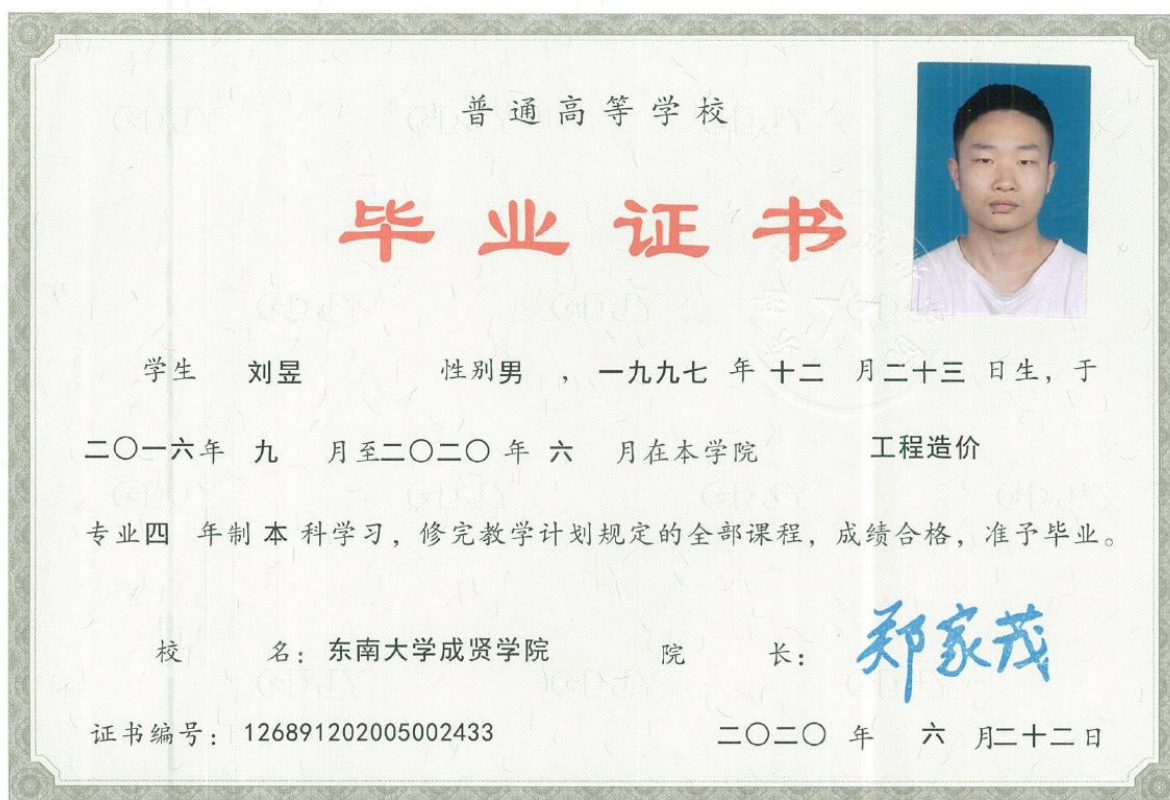 普通高等学校
毕业证书
学生 刘昱 性别男 ，一九九七 年 十二 月二十三 日生，于
二〇一六年 九 月至二〇二〇 年 六 月在本学院 工程造价
专业四 年制 本 科学习，修完教学计划规定的全部课程，成绩合格，准予毕业。
校 名：东南大学成贤学院 院 长：郑家茂
证书编号：126891202005002433 二〇二〇 年 六 月二十二日